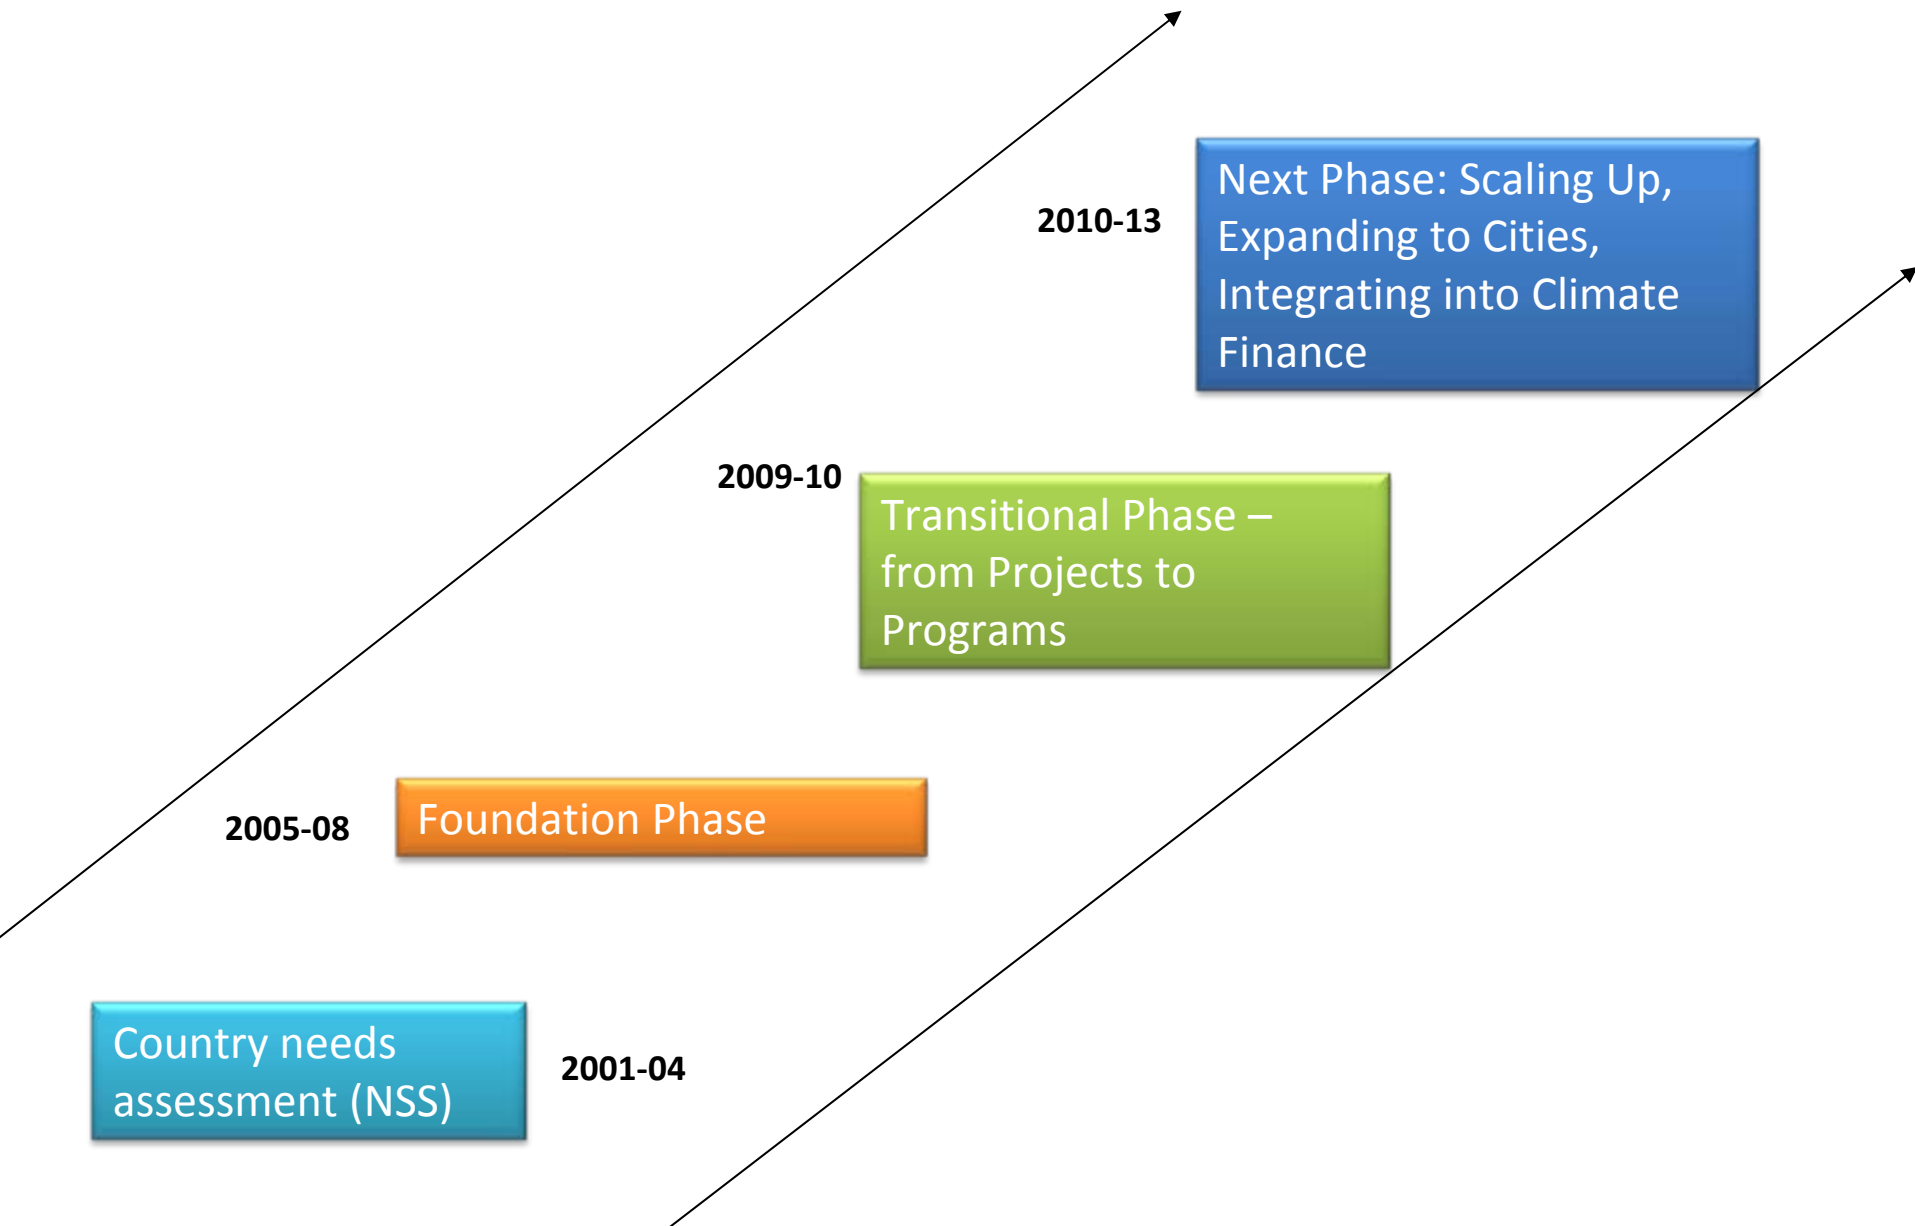 2010-13
Next Phase: Scaling Up,
Expanding to Cities,
Integrating into Climate
Finance
2009-10
Transitional Phase –
from Projects to
Programs
2005-08
Foundation Phase
Country needs
assessment (NSS)
2001-04